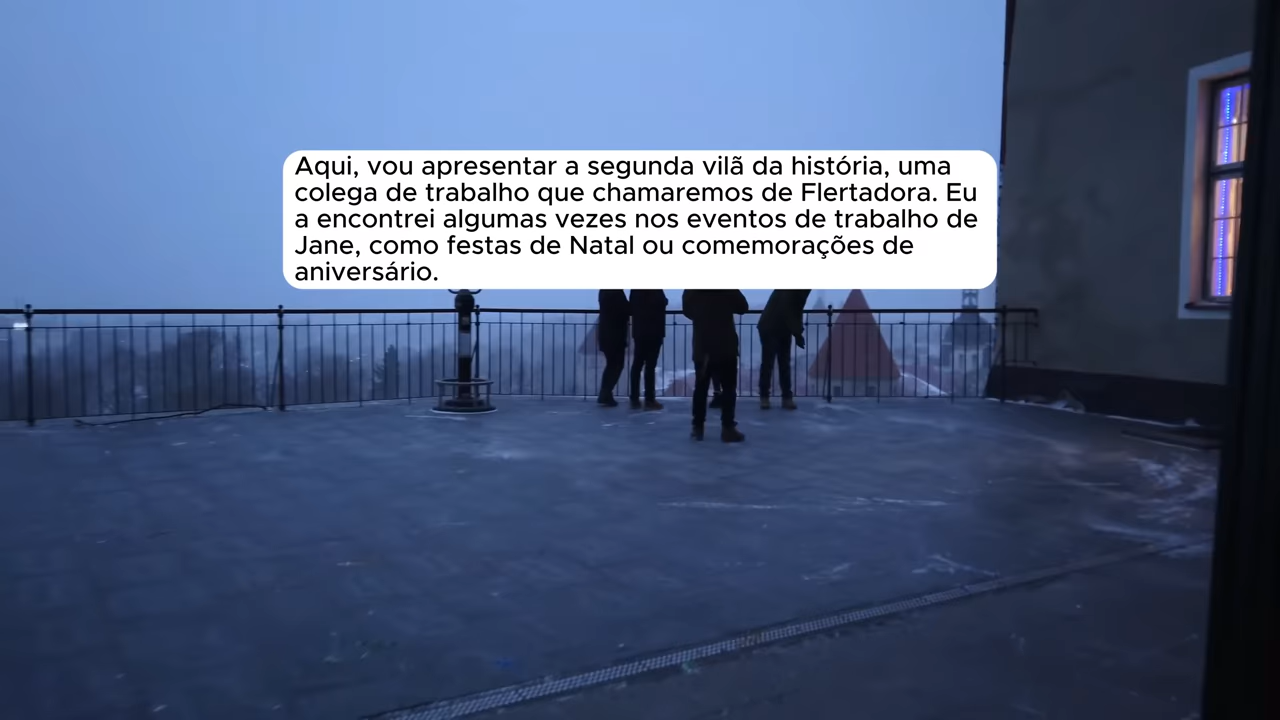 Aqui, vou apresentar a segunda vilã da história, uma
colega de trabalho que chamaremos de Flertadora. Eu
a encontrei algumas vezes nos eventos de trabalho de
Jane, como festas de Natal ou comemorações de
aniversário.